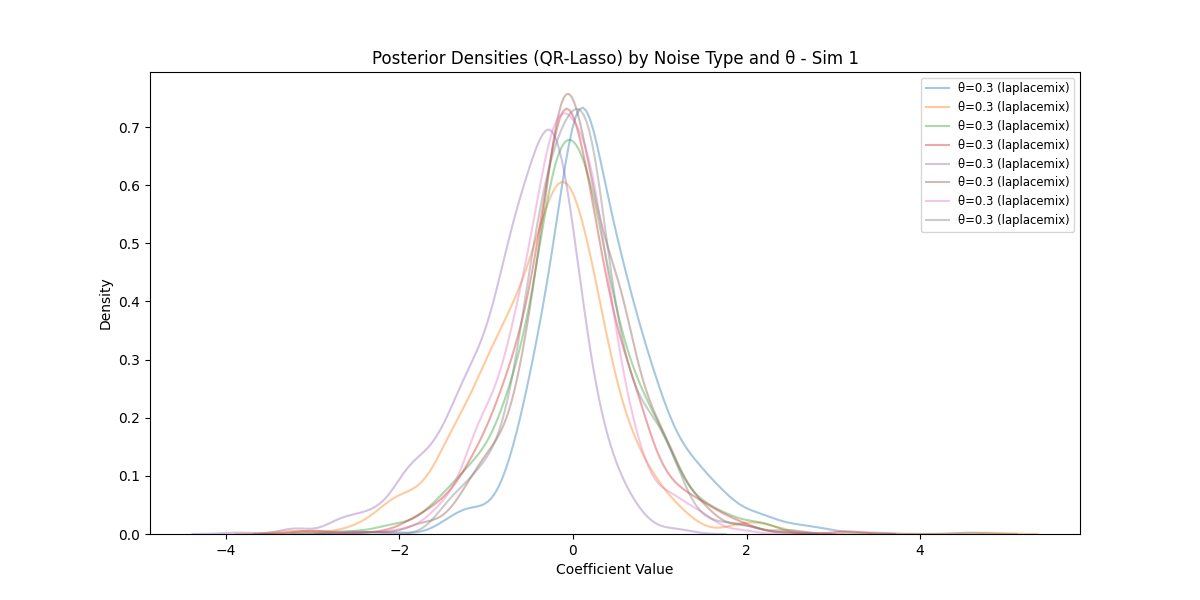 Posterior Densities (QR-Lasso) by Noise Type and θ - Sim 1
θ=0.3 (laplacemix)
θ=0.3 (laplacemix)
θ=0.3 (laplacemix)
θ=0.3 (laplacemix)
θ=0.3 (laplacemix)
θ=0.3 (laplacemix)
θ=0.3 (laplacemix)
θ=0.3 (laplacemix)
Density
0.7
0.6
0.5
0.4
0.3
0.2
0.1
0.0
−4 −2 0 2 4
Coefficient Value